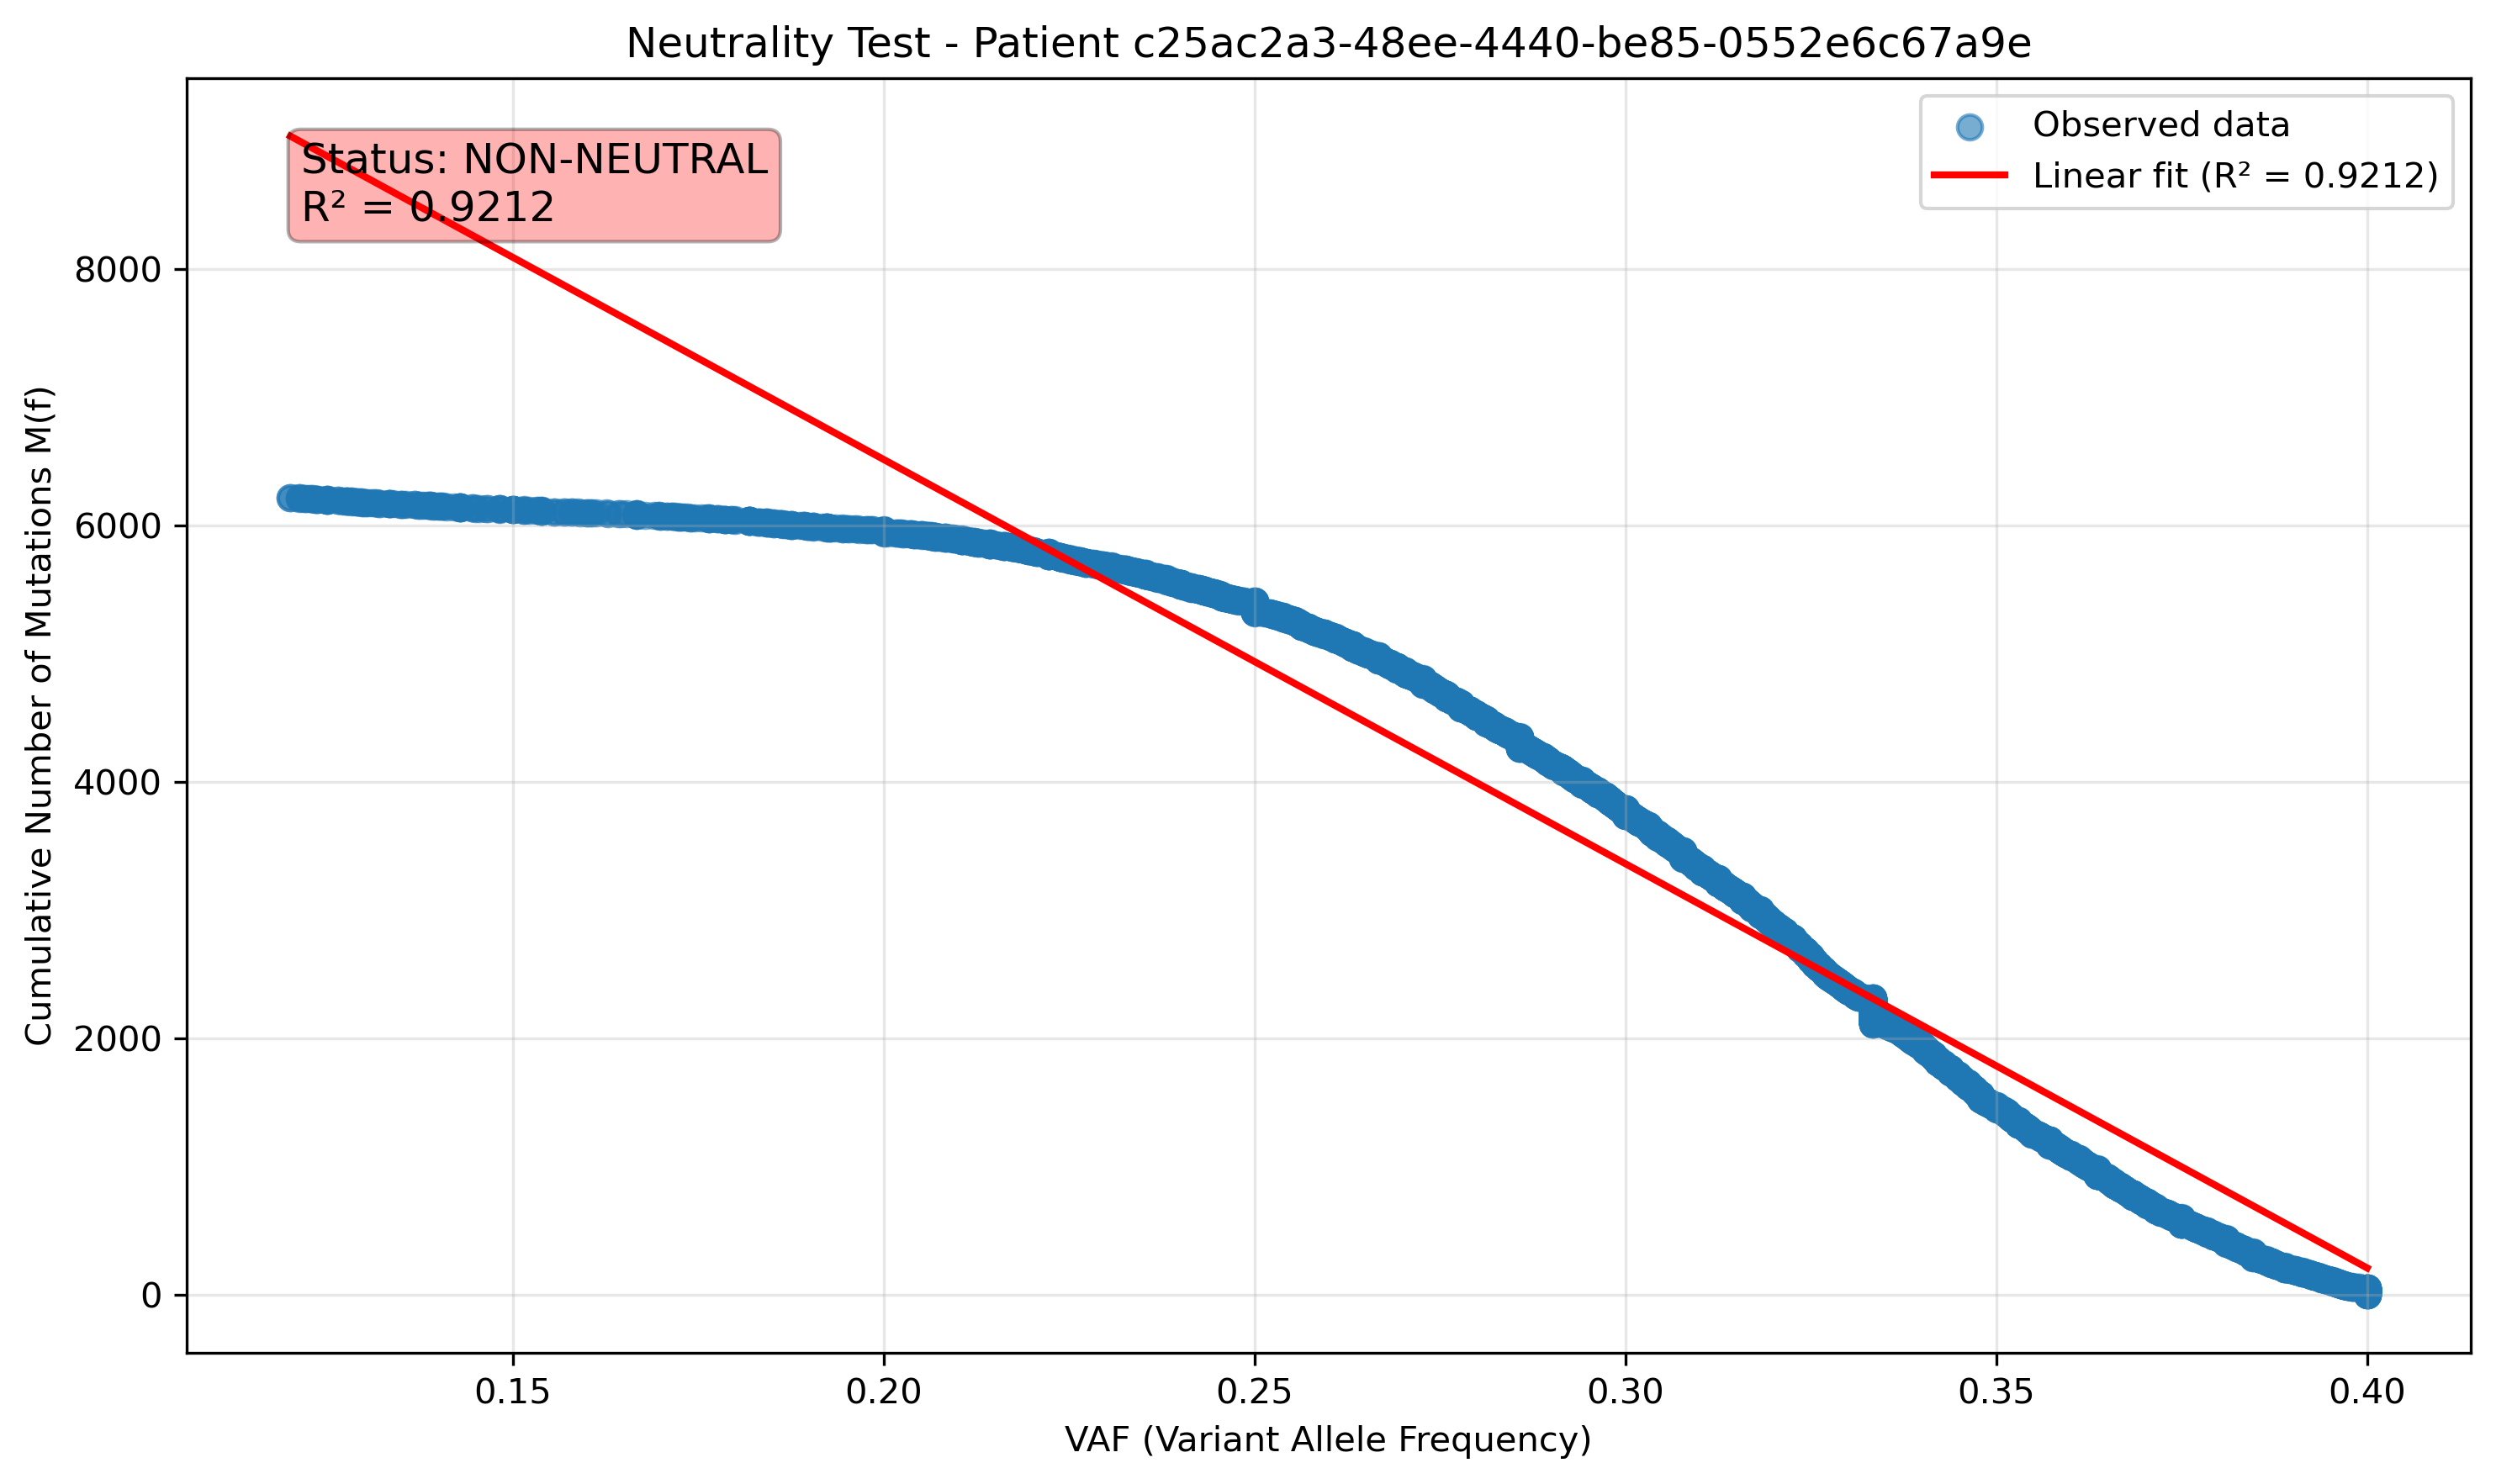 Neutrality Test - Patient c25ac2a3-48ee-4440-be85-0552e6c67a9e
Status: NON-NEUTRAL
R² = 0.9212
Observed data
Linear fit (R² = 0.9212)
Cumulative Number of Mutations M(f)
8000
6000
4000
2000
0
0.15
0.20
0.25
0.30
0.35
0.40
VAF (Variant Allele Frequency)